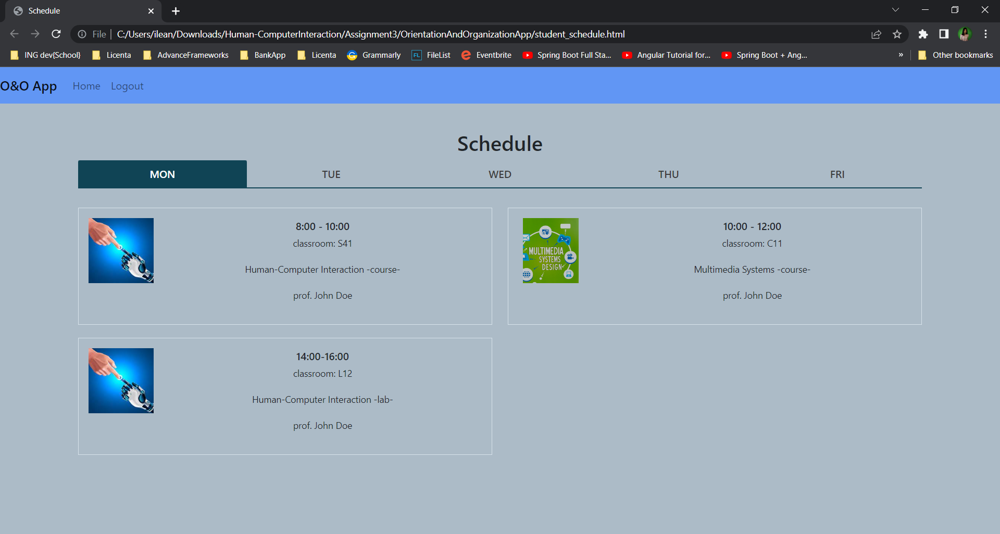 Schedule
File
C:/Users/ilean/Downloads/Human-ComputerInteraction/Assignment3/OrientationAndOrganizationApp/student_schedule.html
ING dev{School}
Licenta
AdvanceFrameworks
BankApp
Licenta
Grammarly
FL
FileList
Eventbrite
Spring Boot Full Sta...
Angular Tutorial for...
Spring Boot + Ang...
»
Other bookmarks
O&O App
Home
Logout
Schedule
MON
TUE
WED
THU
FRI
8:00 - 10:00
classroom: S41
Human-Computer Interaction -course-
prof. John Doe
MULTIMEDIA
SYSTEMS
DESIGN
10:00 - 12:00
classroom: C11
Multimedia Systems -course-
prof. John Doe
14:00-16:00
classroom: L12
Human-Computer Interaction -lab-
prof. John Doe